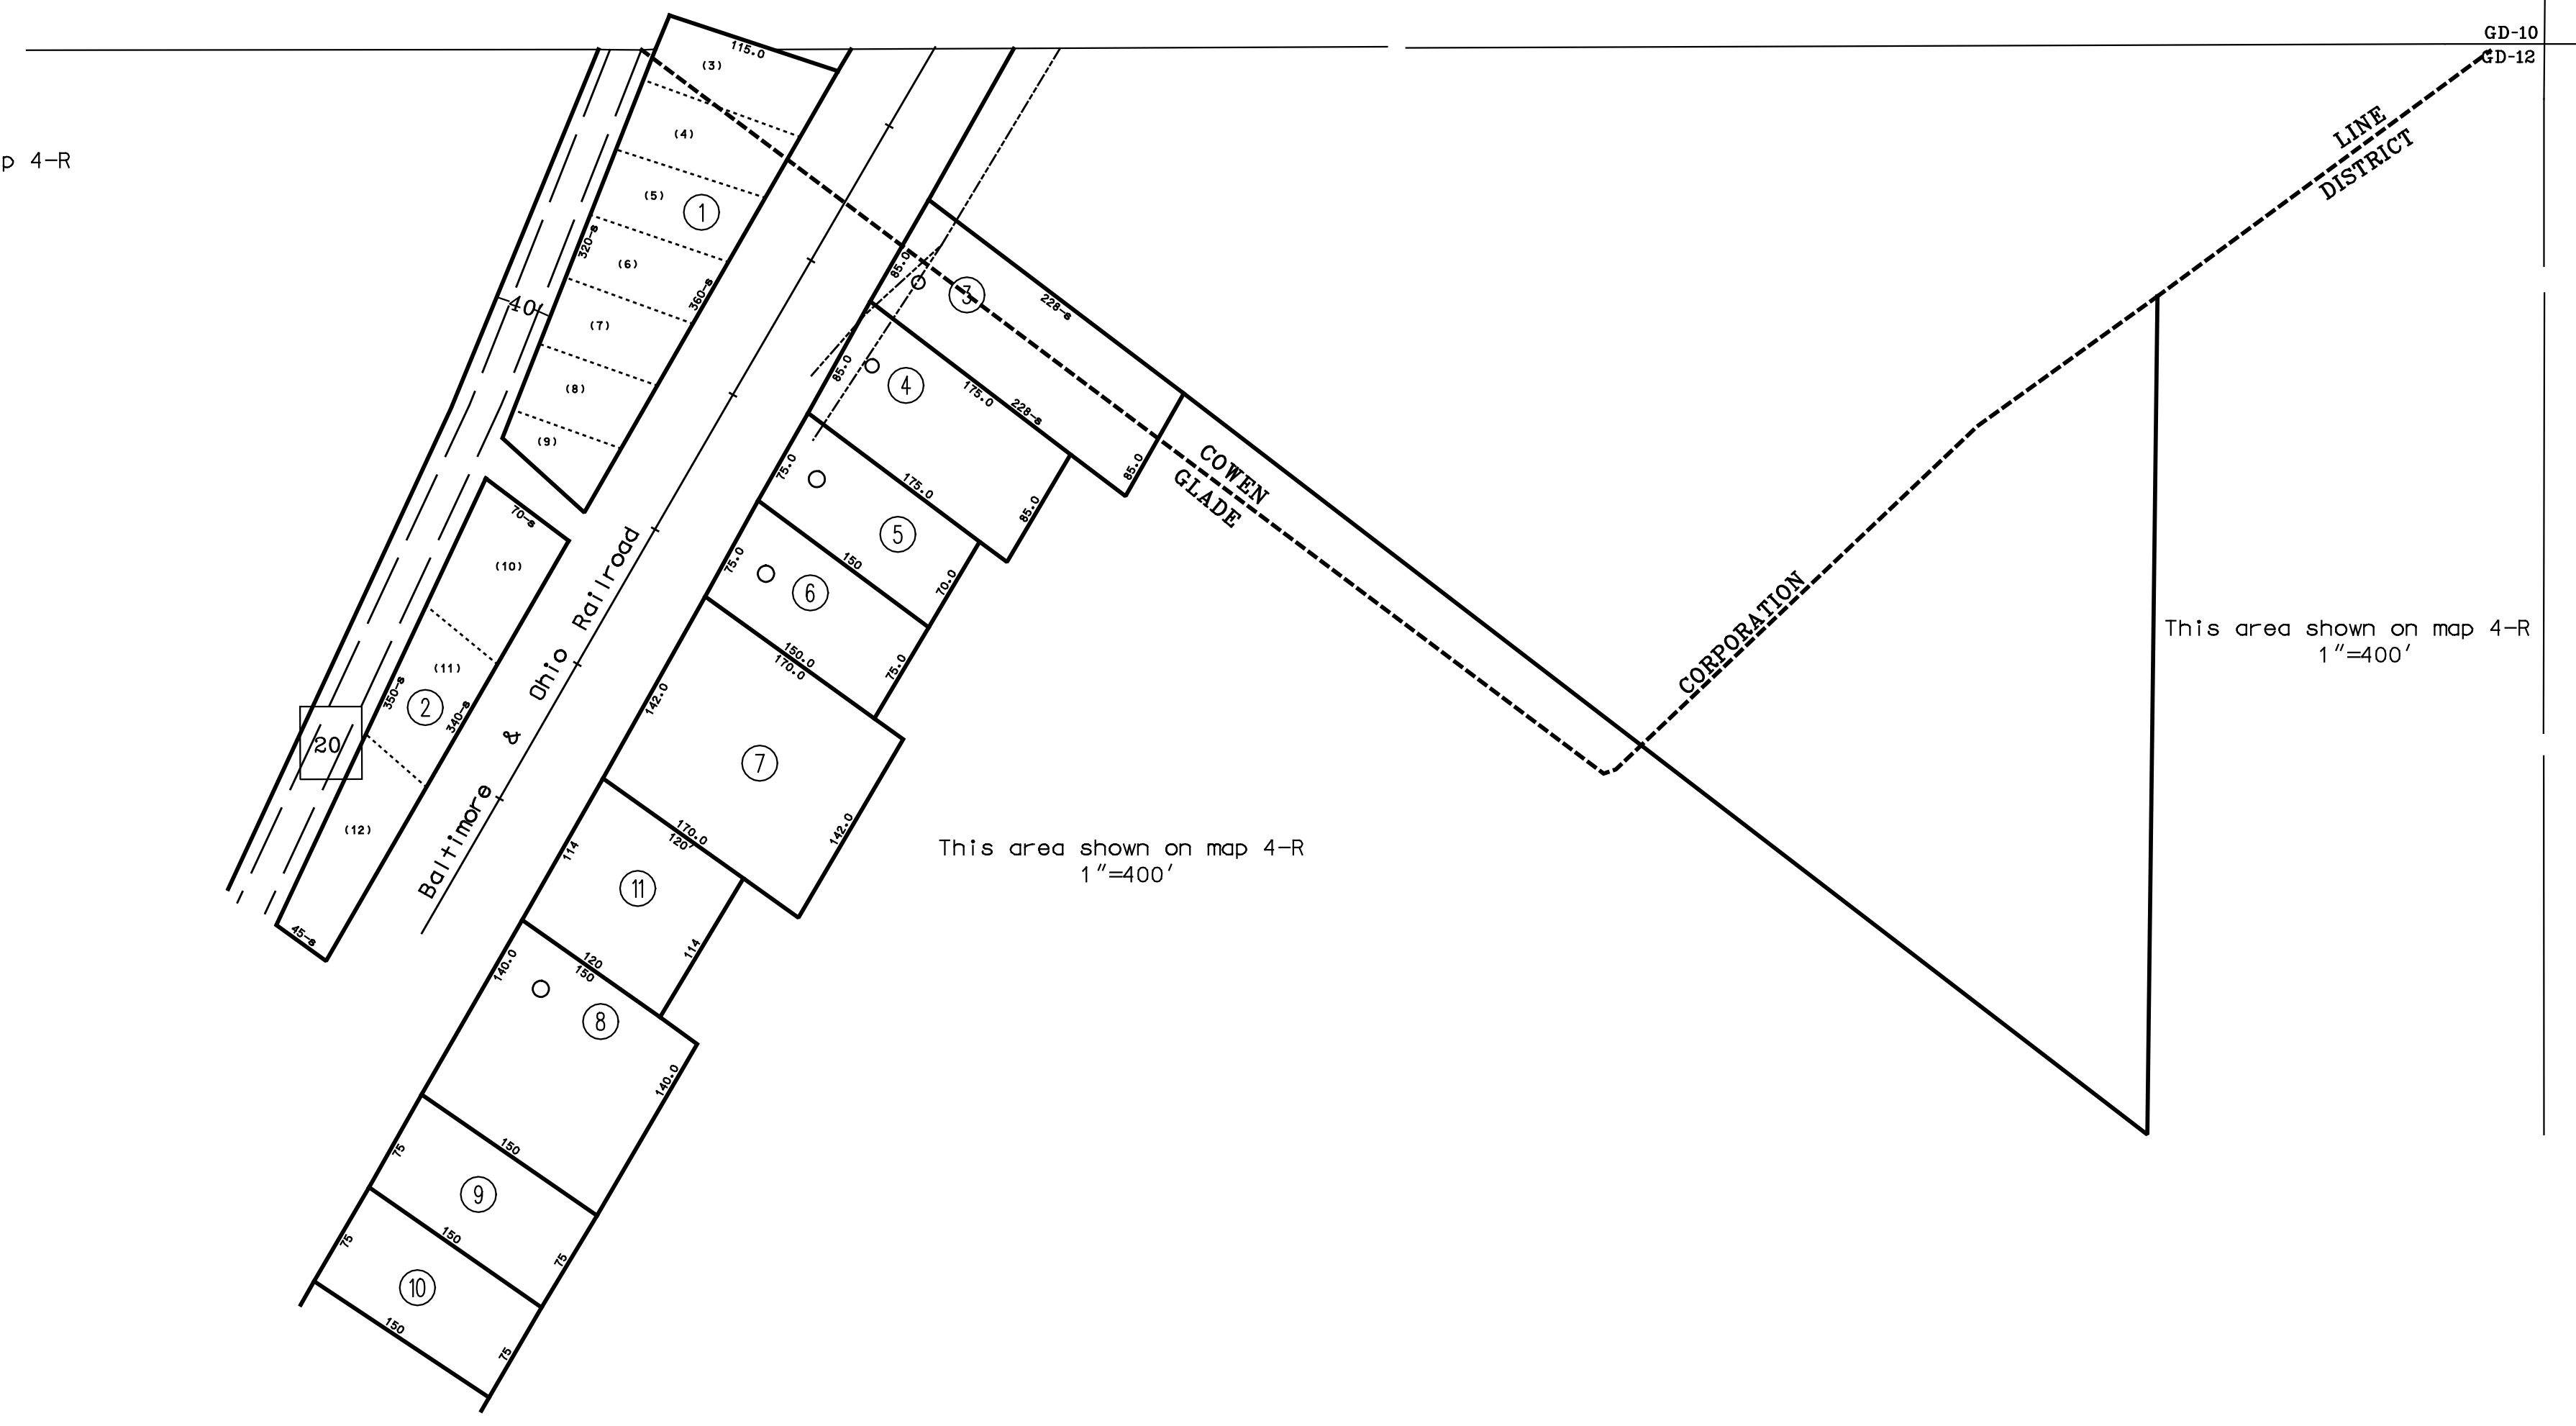 GD-10
GD-12
p 4-R
115.0
(3)
(4)
(5)
1
320-s
(6)
360-s
40
(7)
(8)
(9)
LINE
DISTRICT
85.0
3
228-s
85.0
4
175.0
228-s
85.0
COWEN
GLADE
75.0
175.0
85.0
5
75.0
150
70.0
6
150.0
170.0
75.0
70-s
(10)
(11)
350-s
2
340-s
20
(12)
45-s
Baltimore & Ohio Railroad
CORPORATION
This area shown on map 4-R
1"=400'
142.0
7
142.0
170.0
120'
This area shown on map 4-R
1"=400'
114
11
114
120
150
140.0
8
140.0
150
75
9
150
75
75
10
150
75